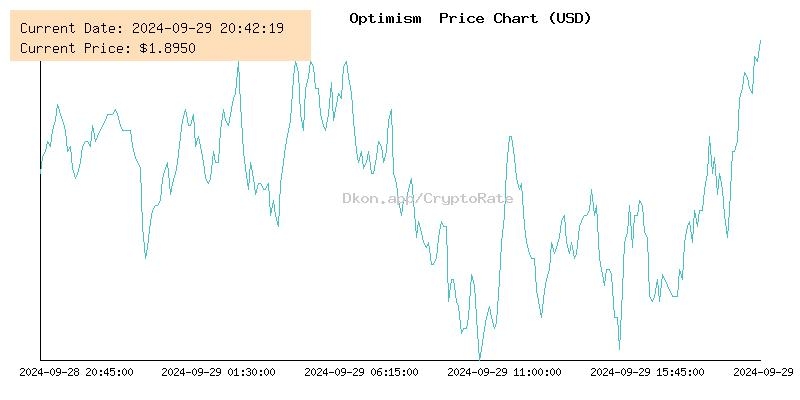 Optimism Price Chart (USD)
Current Date: 2024-09-29 20:42:19
Current Price: $1.8950
Dkon.app/CryptoRate
2024-09-28 20:45:00 2024-09-29 01:30:00 2024-09-29 06:15:00 2024-09-29 11:00:00 2024-09-29 15:45:00 2024-09-29